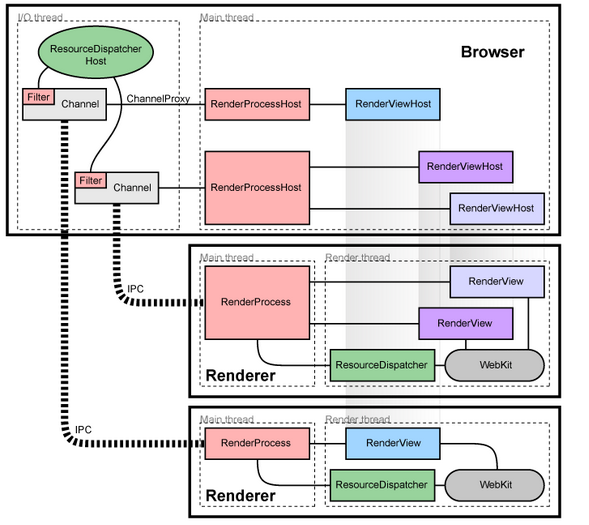 I/O thread
Main thread
ResourceDispatcher
Host
Browser
Filter
Channel
ChannelProxy
RenderProcessHost
RenderViewHost
Filter
Channel
RenderProcessHost
RenderViewHost
RenderViewHost
Main thread
Render thread
IPC
RenderProcess
RenderView
RenderView
ResourceDispatcher
WebKit
Renderer
Main thread
Render thread
IPC
RenderProcess
RenderView
ResourceDispatcher
WebKit
Renderer